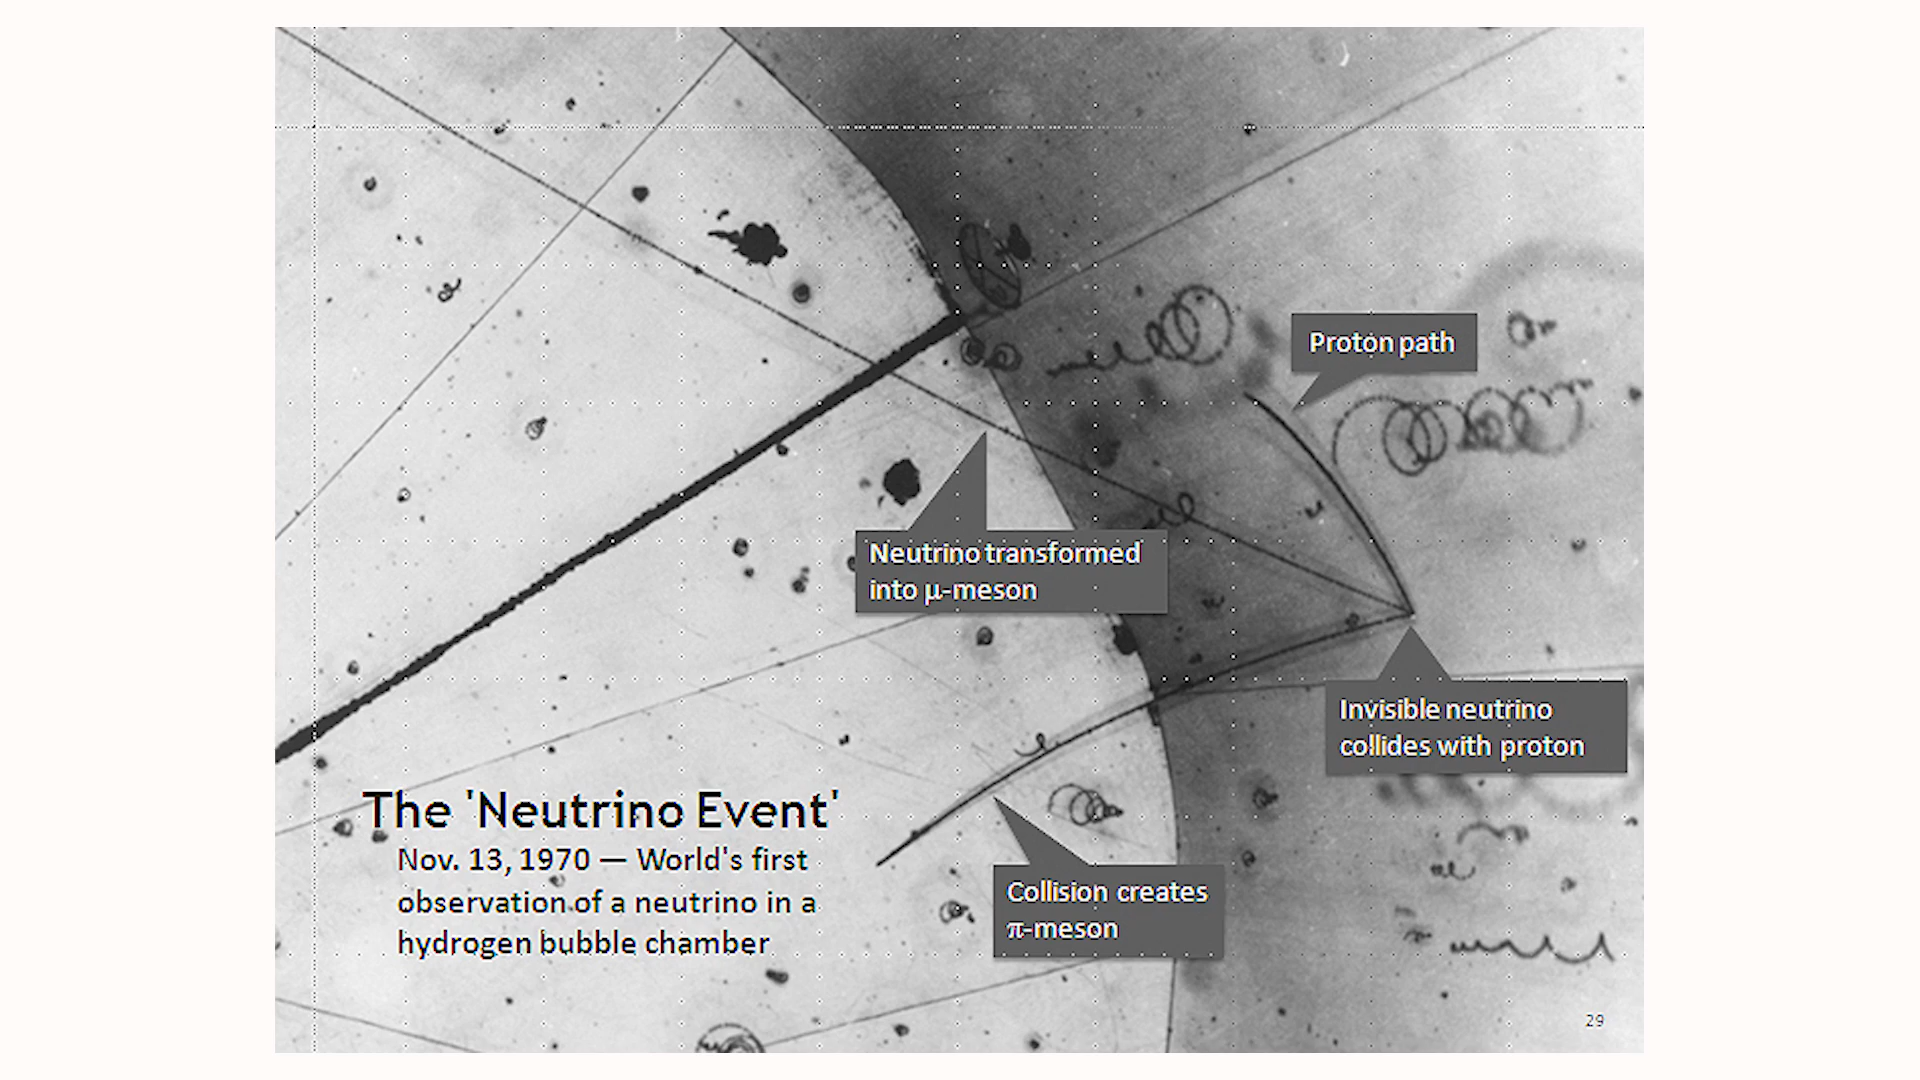 Proton path
Neutrino transformed
into µ-meson
Invisible neutrino
collides with proton
The 'Neutrino Event'
Nov. 13, 1970 — World's first
observation of a neutrino in a
hydrogen bubble chamber
Collision creates
π-meson
29